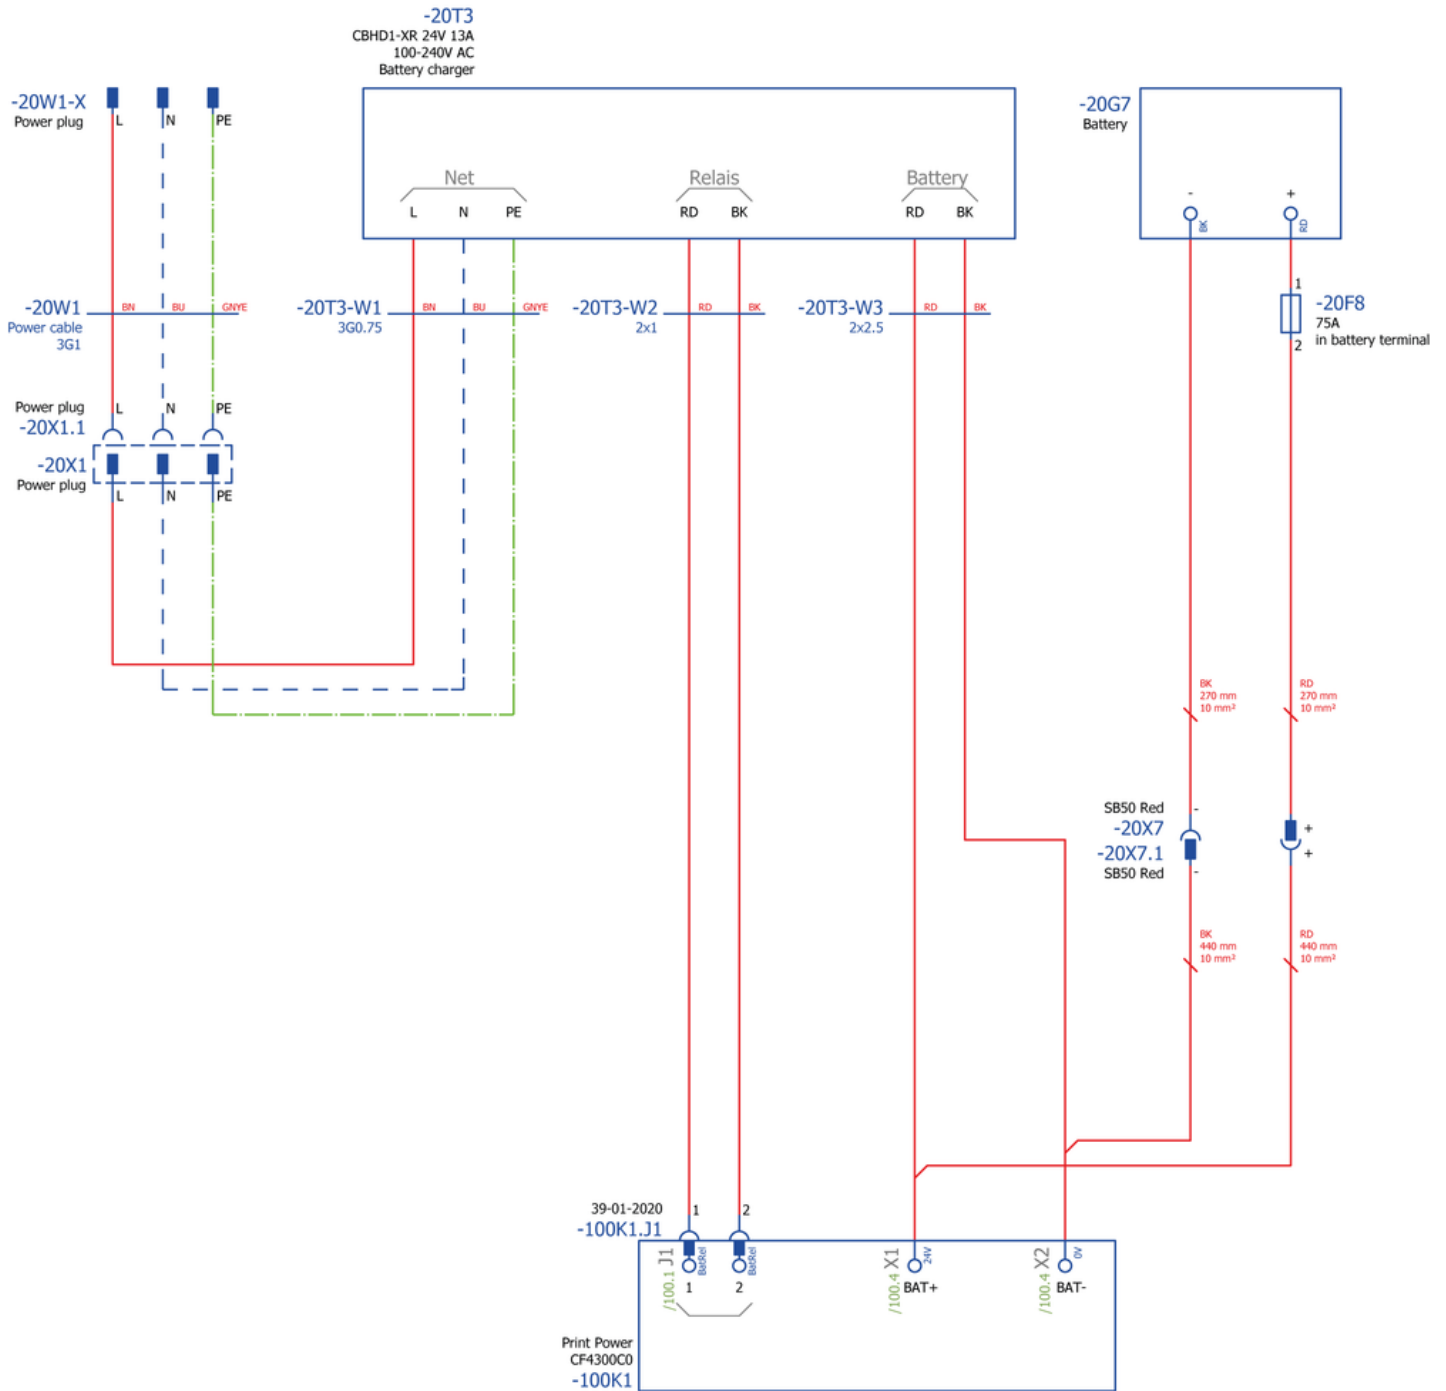 -20T3
CBHD1-XR 24V 13A
100-240V AC
Battery charger
-20W1-X
Power plug
L N PE
Net
L N PE
Relais
RD BK
Battery
RD BK
-20G7
Battery
- +
BK RD
-20W1
Power cable
3G1
BN BU GNYE
-20T3-W1
3G0.75
BN BU GNYE
-20T3-W2
2x1
RD BK
-20T3-W3
2x2.5
RD BK
1
-20F8
75A
in battery terminal
2
Power plug
-20X1.1
L N PE
-20X1
Power plug
L N PE
BK
270 mm
10 mm²
RD
270 mm
10 mm²
SB50 Red
-
-20X7
+
-20X7.1
+
SB50 Red
-
BK
440 mm
10 mm²
RD
440 mm
10 mm²
39-01-2020
-100K1.J1
1 2
J1
/100.1
BatRel
BatRel
1 2
X1
/100.4
24V
BAT+
X2
/100.4
0V
BAT-
Print Power
CF4300C0
-100K1